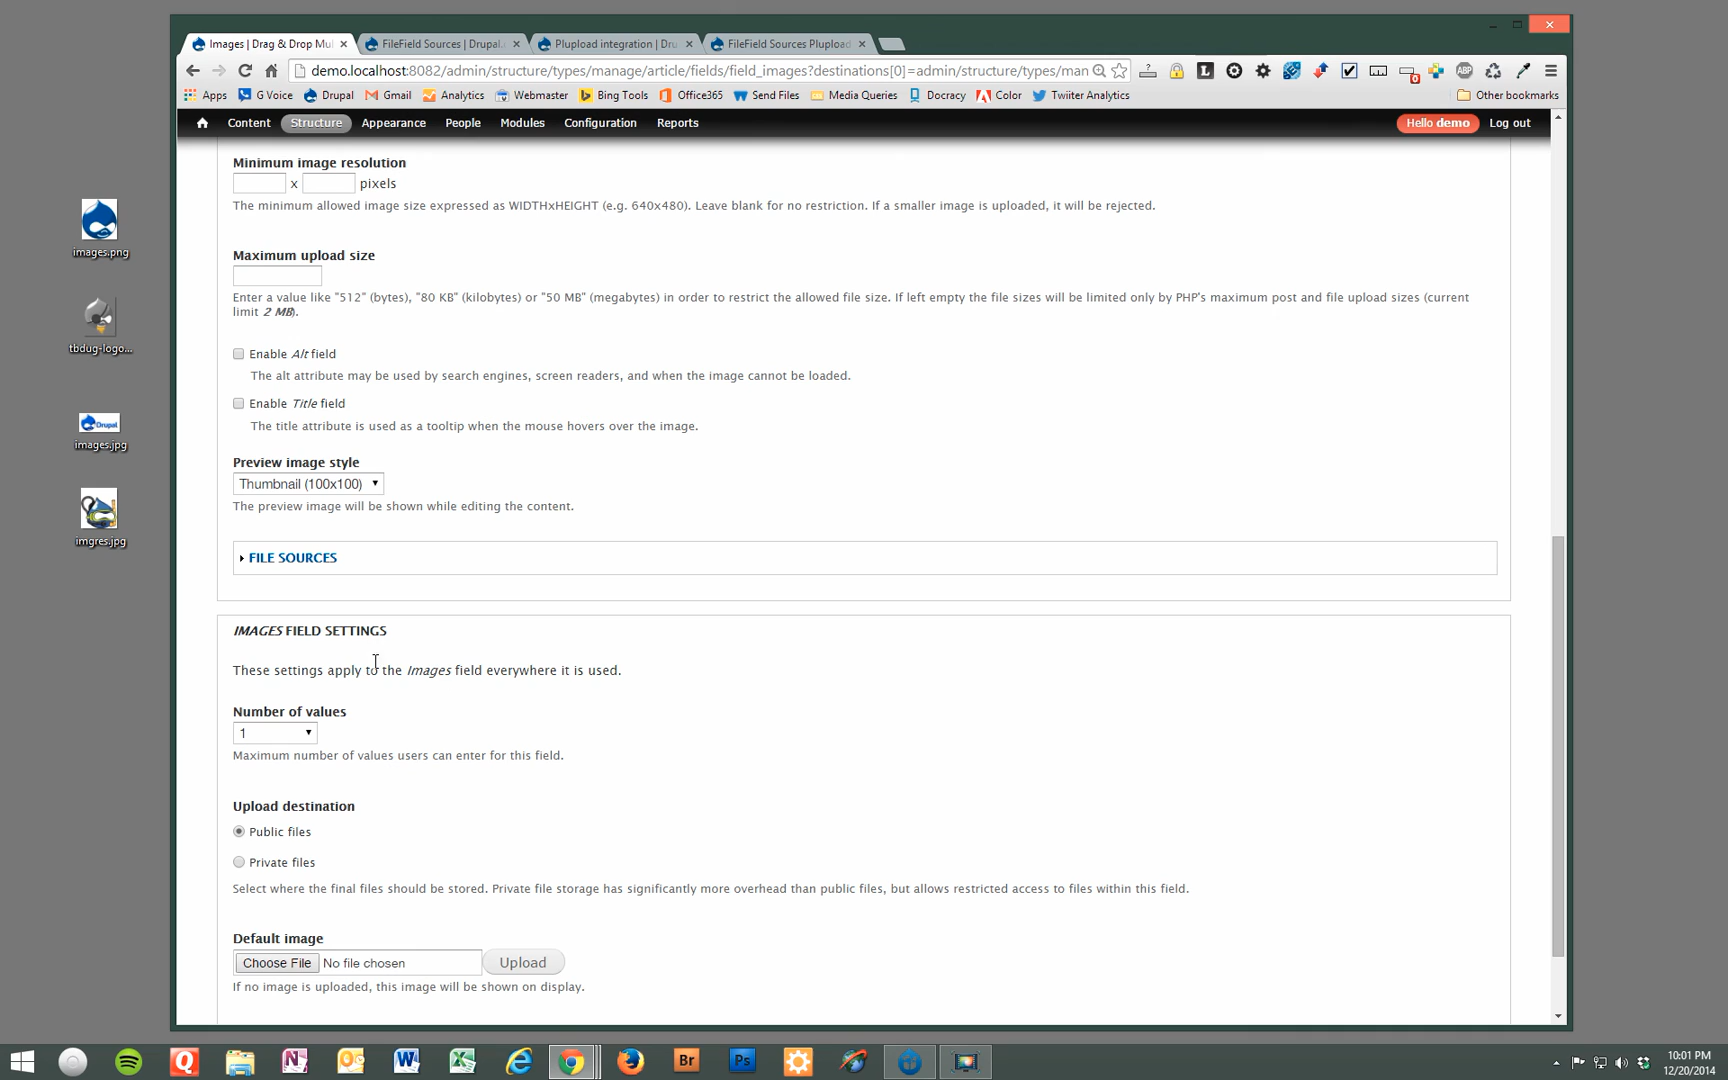 Images | Drag & Drop Mul
FileField Sources | Drupal.
Plupload integration | Dru
FileField Sources Plupload
demo.localhost:8082/admin/structure/types/manage/article/fields/field_images?destinations[0]=admin/structure/types/man
Apps
G Voice
Drupal
Gmail
Analytics
Webmaster
Bing Tools
Office365
Send Files
Media Queries
Docracy
Color
Twiiter Analytics
Other bookmarks
Content
Structure
Appearance
People
Modules
Configuration
Reports
Hello demo
Log out
Minimum image resolution
x pixels
The minimum allowed image size expressed as WIDTHxHEIGHT (e.g. 640x480). Leave blank for no restriction. If a smaller image is uploaded, it will be rejected.
Maximum upload size
Enter a value like "512" (bytes), "80 KB" (kilobytes) or "50 MB" (megabytes) in order to restrict the allowed file size. If left empty the file sizes will be limited only by PHP's maximum post and file upload sizes (current
limit 2 MB).
Enable Alt field
The alt attribute may be used by search engines, screen readers, and when the image cannot be loaded.
Enable Title field
The title attribute is used as a tooltip when the mouse hovers over the image.
Preview image style
Thumbnail (100x100)
The preview image will be shown while editing the content.
FILE SOURCES
IMAGES FIELD SETTINGS
These settings apply to the Images field everywhere it is used.
Number of values
1
Maximum number of values users can enter for this field.
Upload destination
Public files
Private files
Select where the final files should be stored. Private file storage has significantly more overhead than public files, but allows restricted access to files within this field.
Default image
Choose File No file chosen
Upload
If no image is uploaded, this image will be shown on display.
images.png
tbdug-logo...
Drupal
images.jpg
imgres.jpg
10:01 PM
12/20/2014